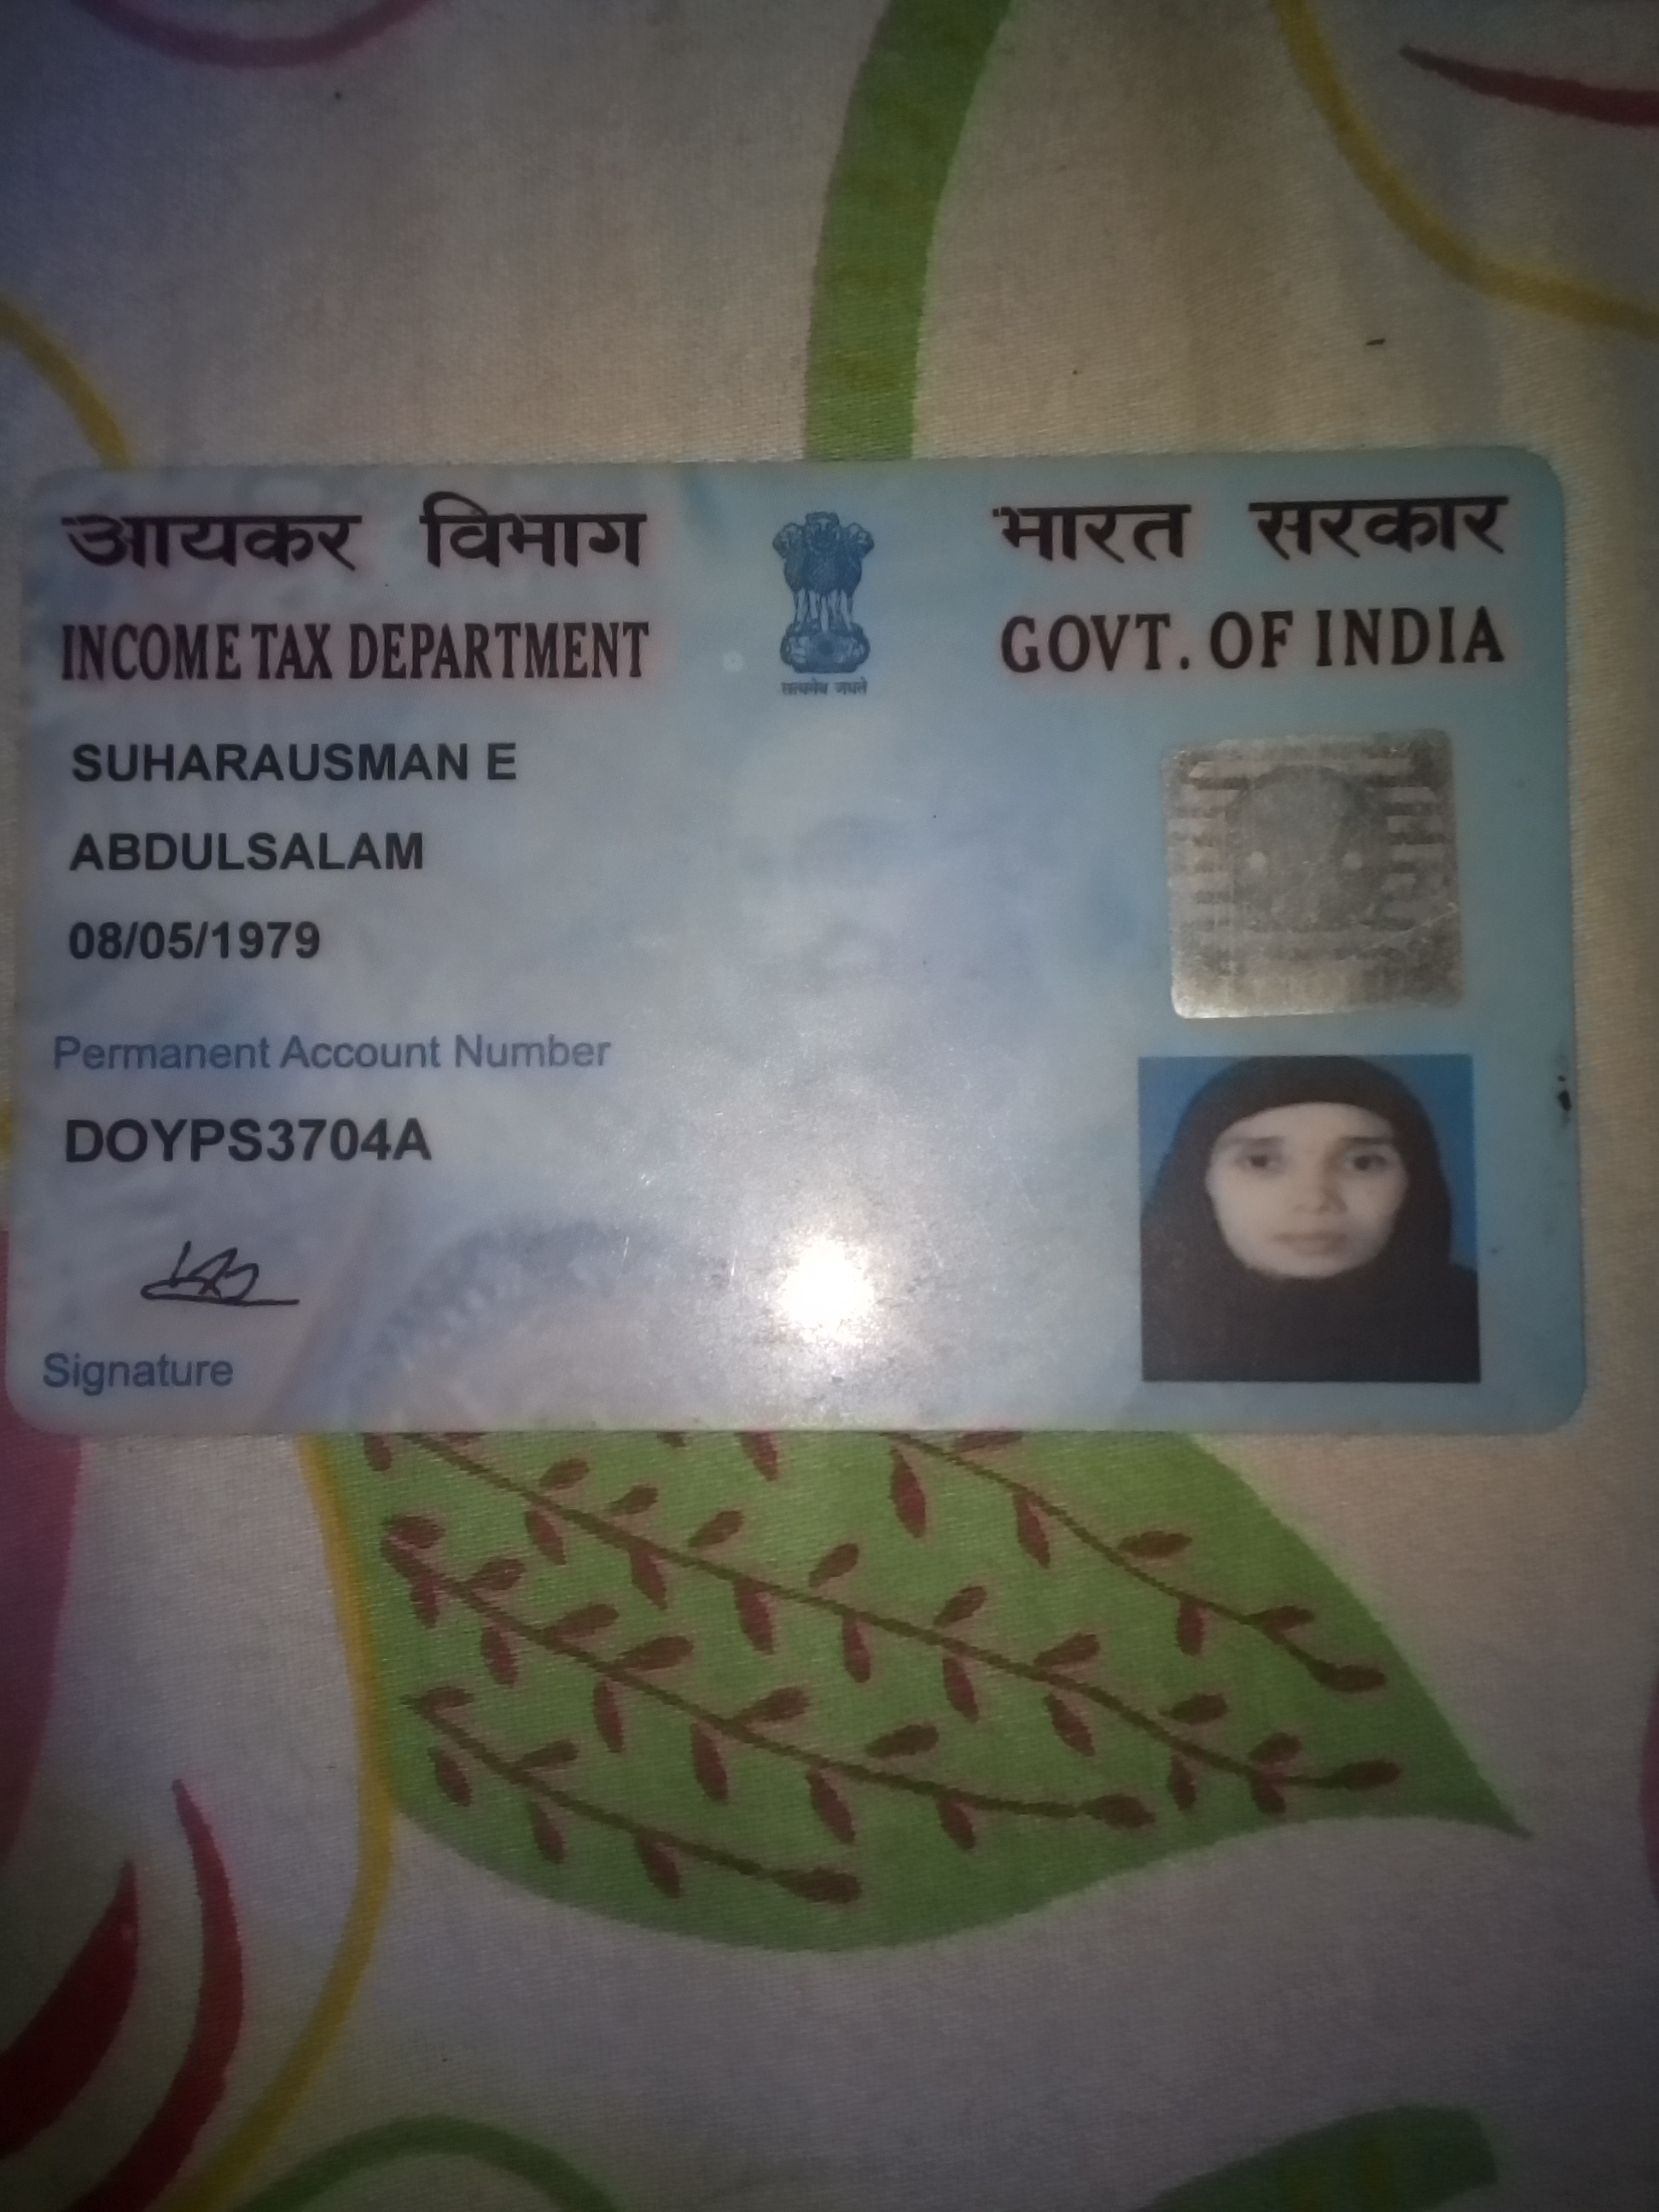 आयकर विभाग
INCOME TAX DEPARTMENT
भारत सरकार
GOVT. OF INDIA
सत्यमेव जयते
SUHARAUSMAN E
ABDULSALAM
08/05/1979
Permanent Account Number
DOYPS3704A
Signature